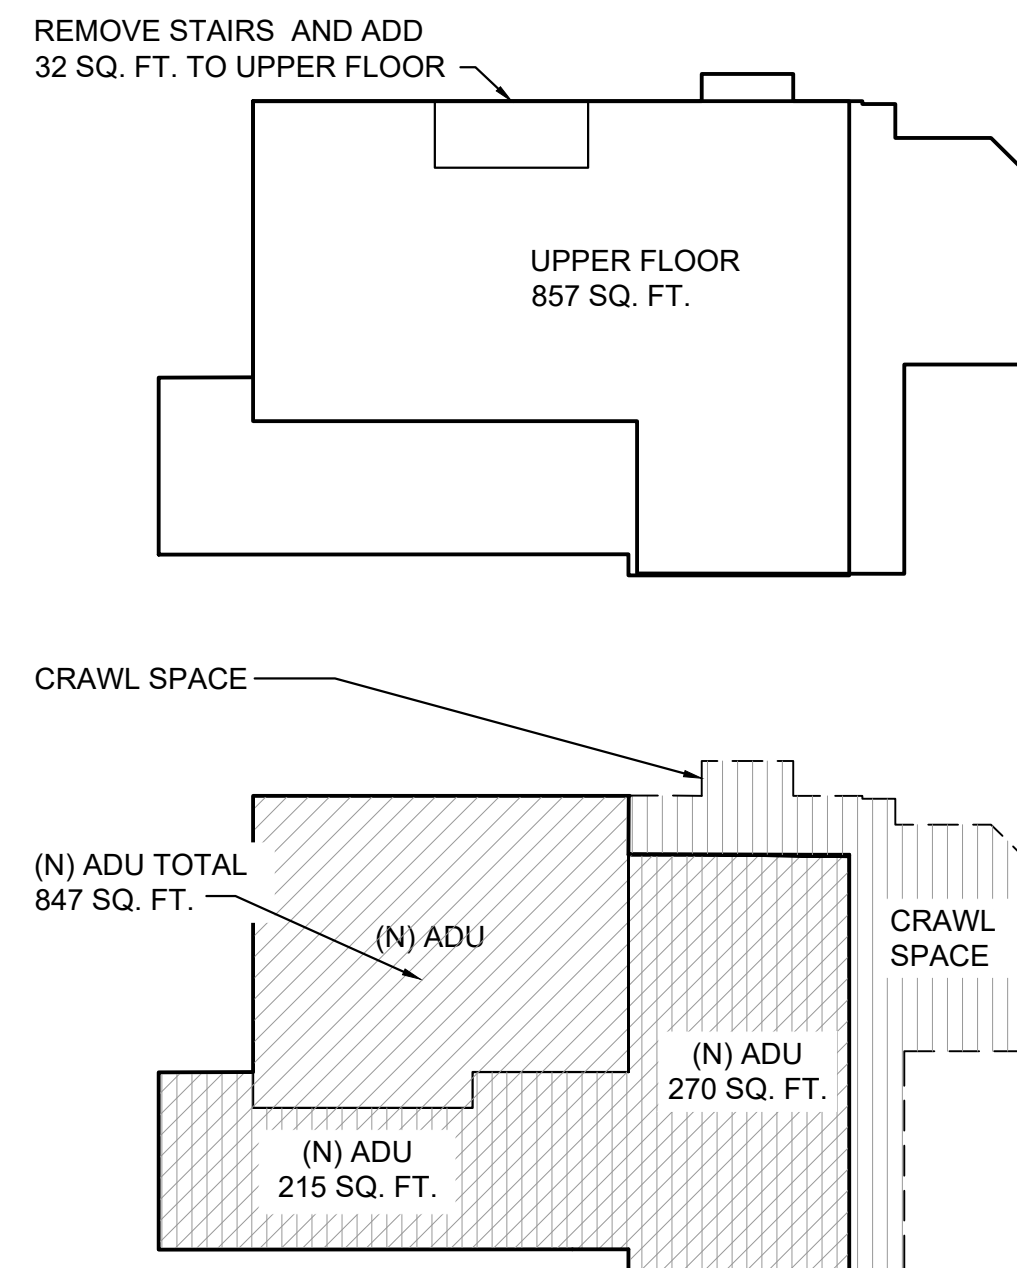 REMOVE STAIRS AND ADD
32 SQ. FT. TO UPPER FLOOR
UPPER FLOOR
857 SQ. FT.
CRAWL SPACE
(N) ADU TOTAL
847 SQ. FT.
(N) ADU
CRAWL
SPACE
(N) ADU
270 SQ. FT.
(N) ADU
215 SQ. FT.